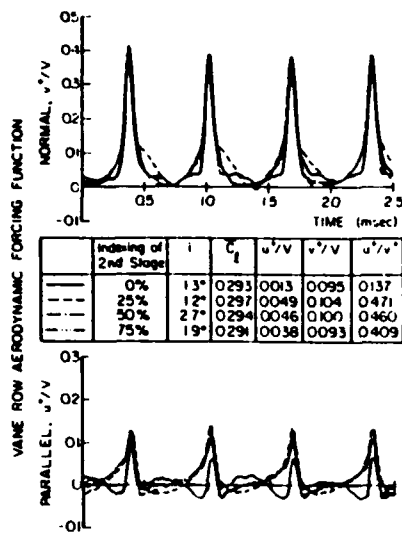 VANE ROW AERODYNAMIC FORCING FUNCTION
NORMAL, v⁺/V
0.5
0.4
0.3
0.2
0.1
0
-0.1
0.5 1.0 1.5 2.0 2.5
TIME (msec)
Indexing of 2nd Stage i C̄ℓ u⁺/V v⁺/V u⁺/v⁺
0% 1.3° 0.293 0.013 0.095 0.137
25% 1.2° 0.297 0.049 0.104 0.471
50% 2.7° 0.294 0.046 0.100 0.460
75% 1.9° 0.291 0.038 0.093 0.409
PARALLEL, u⁺/V
0.3
0.2
0.1
0
-0.1